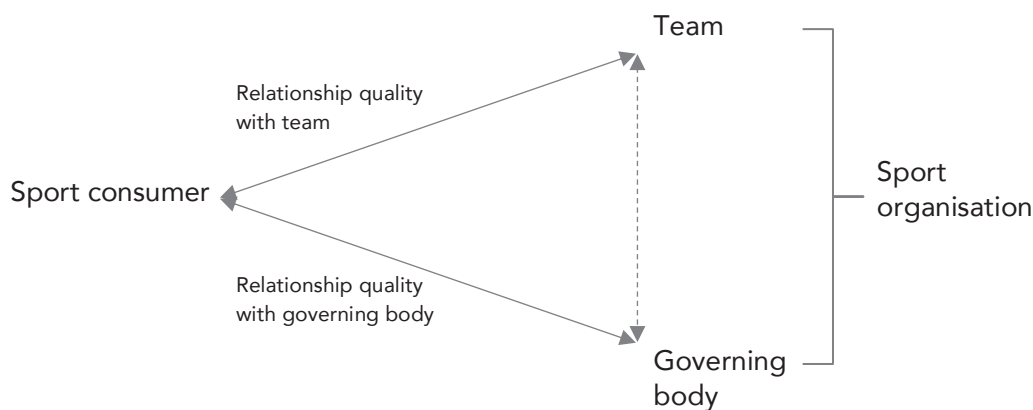 Team
Relationship quality
with team
Sport consumer
Sport
organisation
Relationship quality
with governing body
Governing
body